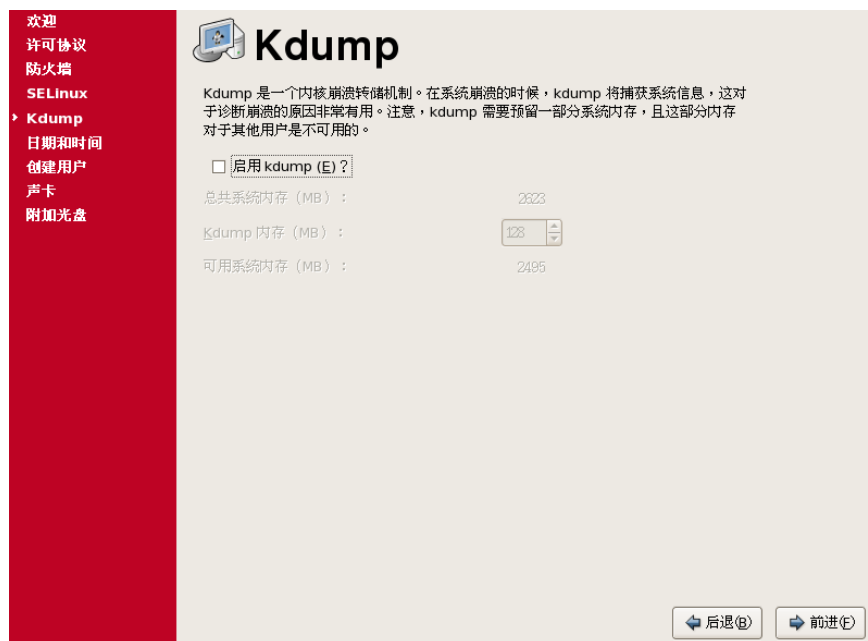 欢迎
许可协议
防火墙
SELinux
Kdump
日期和时间
创建用户
声卡
附加光盘
Kdump
Kdump 是一个内核崩溃转储机制。在系统崩溃的时候，kdump 将捕获系统信息，这对
于诊断崩溃的原因非常有用。注意，kdump 需要预留一部分系统内存，且这部分内存
对于其他用户是不可用的。
启用 kdump (E)？
总共系统内存（MB）： 2623
Kdump 内存（MB）： 128
可用系统内存（MB）： 2495
后退(B) 前进(F)